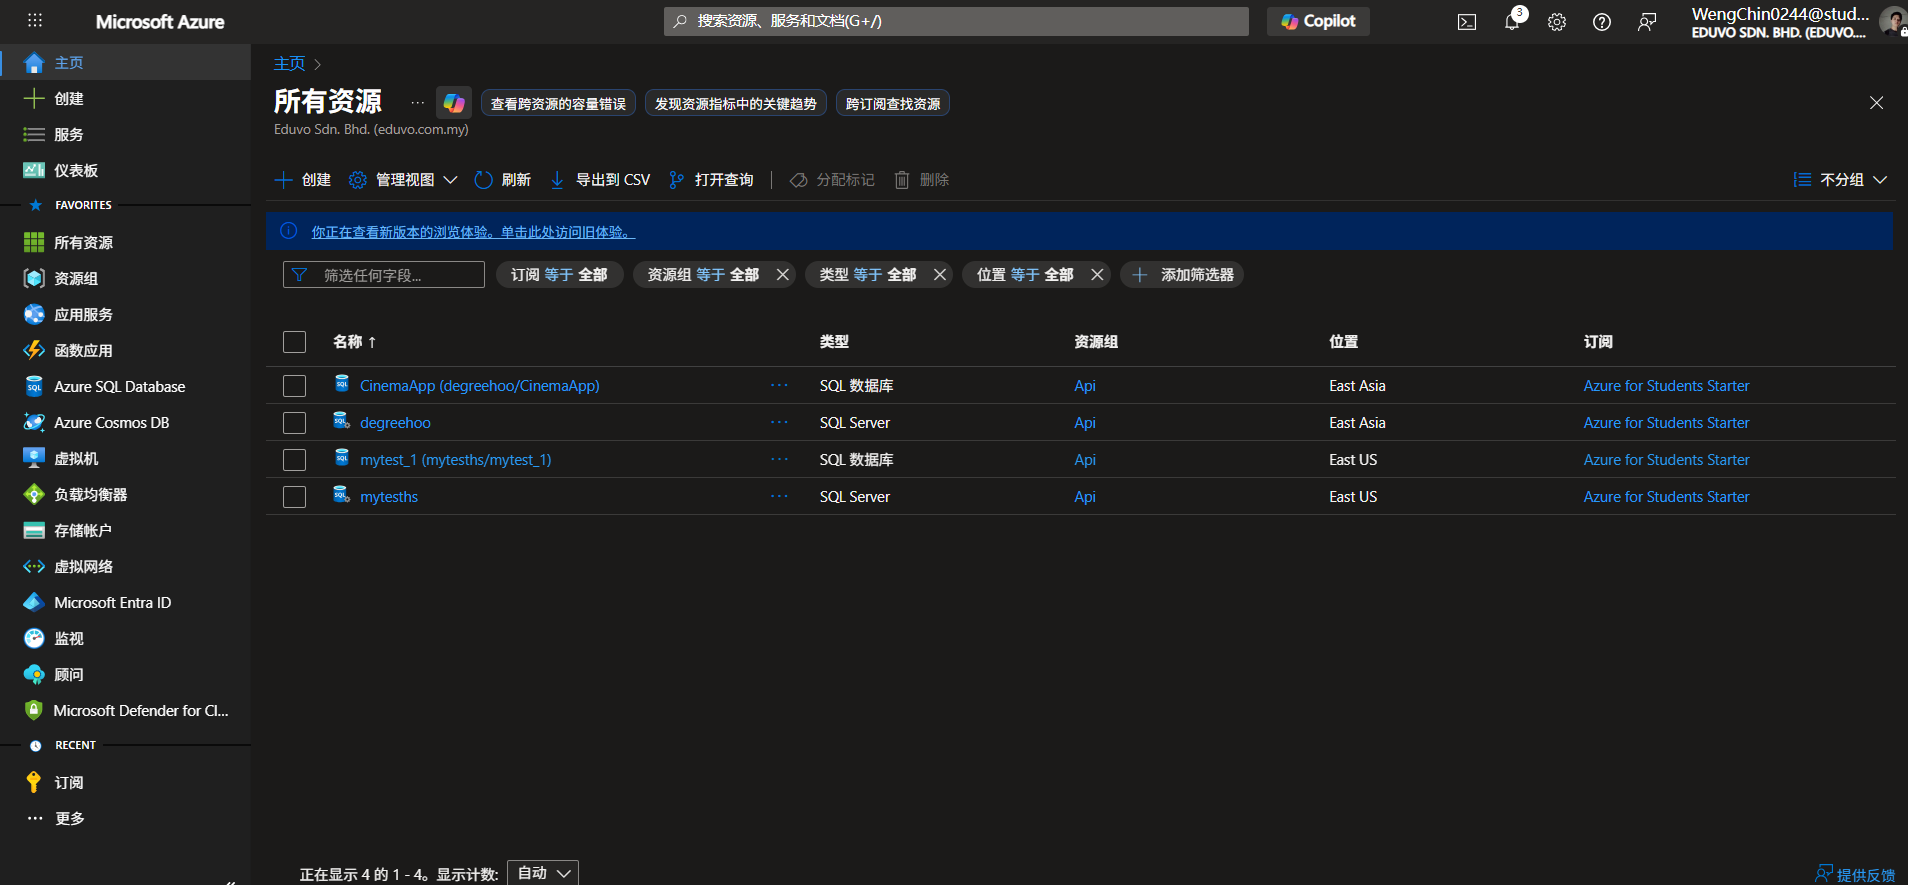 Microsoft Azure
搜索资源、服务和文档(G+/)
Copilot
3
WengChin0244@stud...
EDUVO SDN. BHD. (EDUVO....
主页
创建
服务
仪表板
FAVORITES
所有资源
资源组
应用服务
函数应用
Azure SQL Database
Azure Cosmos DB
虚拟机
负载均衡器
存储帐户
虚拟网络
Microsoft Entra ID
监视
顾问
Microsoft Defender for Cl...
RECENT
订阅
更多
主页
所有资源
查看跨资源的容量错误
发现资源指标中的关键趋势
跨订阅查找资源
Eduvo Sdn. Bhd. (eduvo.com.my)
创建 管理视图 刷新 导出到 CSV 打开查询 分配标记 删除 不分组
你正在查看新版本的浏览体验。单击此处访问旧体验。
筛选任何字段... 订阅 等于 全部 资源组 等于 全部 类型 等于 全部 位置 等于 全部 添加筛选器
名称 ↑ 类型 资源组 位置 订阅
CinemaApp (degreehoo/CinemaApp) ··· SQL 数据库 Api East Asia Azure for Students Starter
degreehoo ··· SQL Server Api East Asia Azure for Students Starter
mytest_1 (mytesths/mytest_1) ··· SQL 数据库 Api East US Azure for Students Starter
mytesths ··· SQL Server Api East US Azure for Students Starter
正在显示 4 的 1 - 4。显示计数: 自动
提供反馈